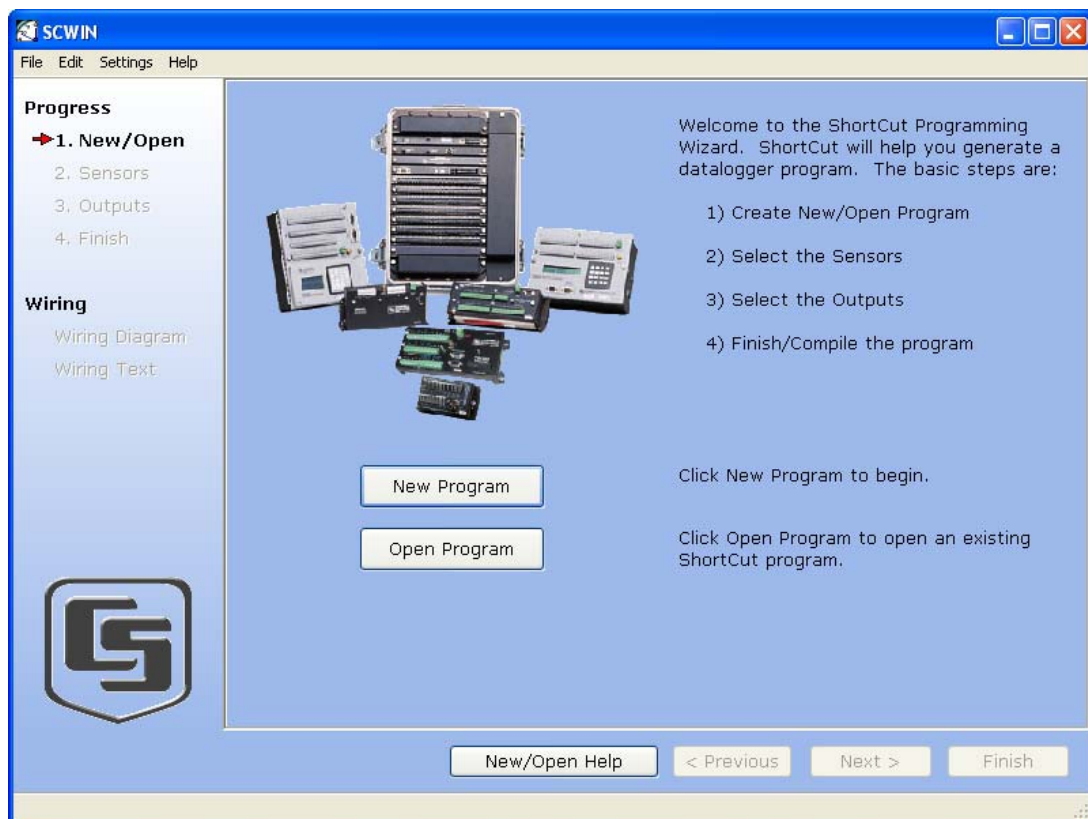 SCWIN
File Edit Settings Help
Progress
1. New/Open
2. Sensors
3. Outputs
4. Finish
Wiring
Wiring Diagram
Wiring Text
Welcome to the ShortCut Programming
Wizard. ShortCut will help you generate a
datalogger program. The basic steps are:
1) Create New/Open Program
2) Select the Sensors
3) Select the Outputs
4) Finish/Compile the program
New Program
Click New Program to begin.
Open Program
Click Open Program to open an existing
ShortCut program.
CS
New/Open Help
< Previous
Next >
Finish